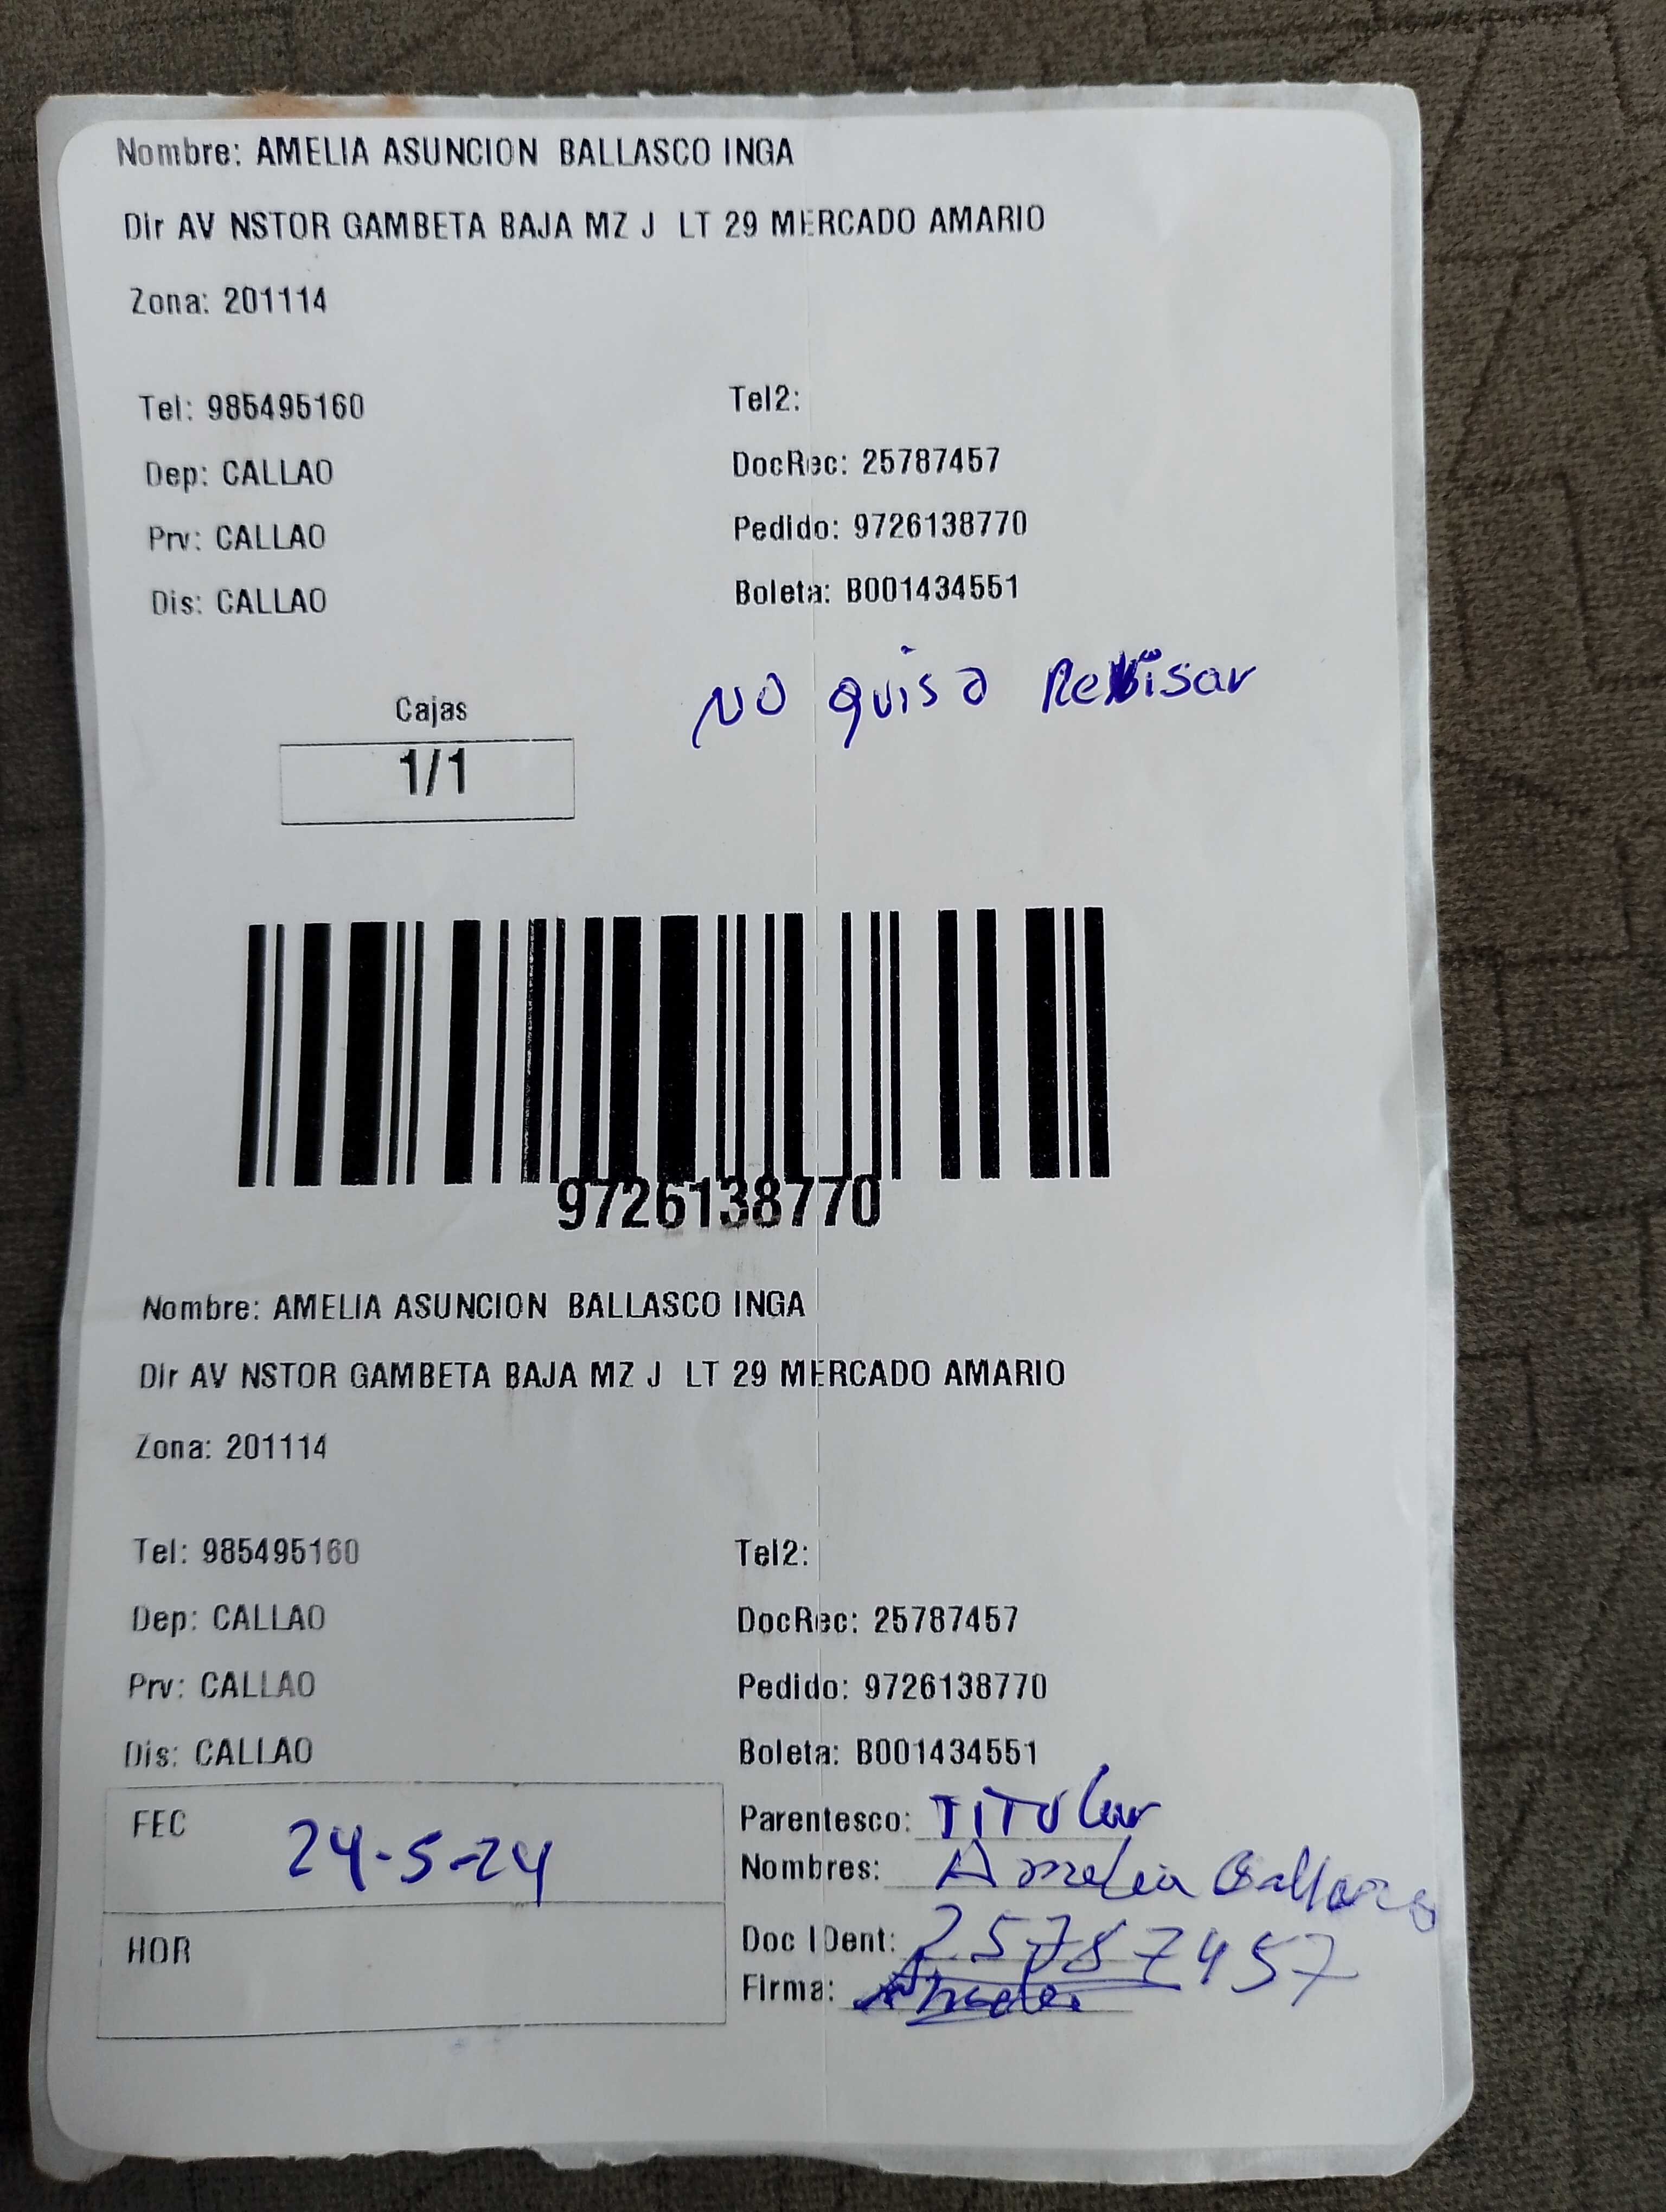 Nombre: AMELIA ASUNCION BALLASCO INGA
Dir AV NSTOR GAMBETA BAJA MZ J LT 29 MERCADO AMARIO
Zona: 201114
Tel: 985495160 Tel2:
Dep: CALLAO DocRec: 25787457
Prv: CALLAO Pedido: 9726138770
Dis: CALLAO Boleta: B001434551
NO quiso Revisar
Cajas
1/1
9726138770
Nombre: AMELIA ASUNCION BALLASCO INGA
Dir AV NSTOR GAMBETA BAJA MZ J LT 29 MERCADO AMARIO
Zona: 201114
Tel: 985495160 Tel2:
Dep: CALLAO DocRec: 25787457
Prv: CALLAO Pedido: 9726138770
Dis: CALLAO Boleta: B001434551
FEC 24-5-24 Parentesco: TITular
Nombres: Amelia Ballasco
HOR Doc IDent: 25787457
Firma: